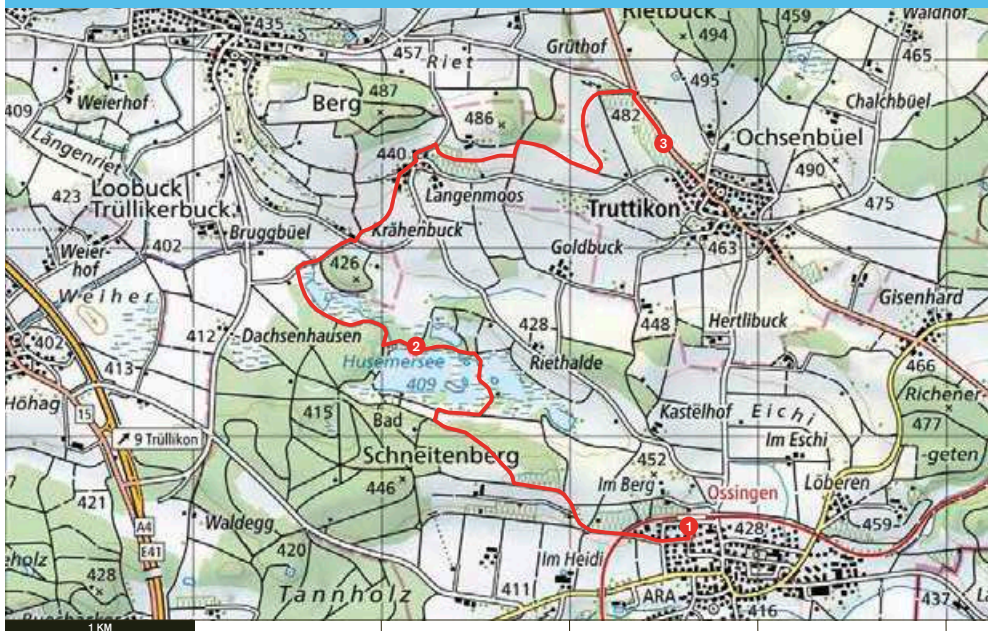 435
Rietbuck
494
459
Waldhof
465
457
Riet
Grüthof
487
Berg
486
495
482
Chalchbüel
409
Weierhof
Längenriet
Ochsenbüel
3
490
440
Langenmoos
423
Loobuck
Trüllikerbuck
Truttikon
475
402
Bruggbüel
Krähenbuck
463
Goldbuck
Weier-
hof
426
Weiher
Gisenhard
412
Dachsenhausen
428
448
Hertlibuck
402
2
Husemersee
Riethalde
466
413
409
Richener-
Höhag
415
Kastelhof
Eichi
477
15
Bad
Im Eschi
-geten
9 Trüllikon
Schneitenberg
452
446
Im Berg
Ossingen
Löberen
421
Waldegg
1
428
459
A4
E41
420
Im Heidi
428
411
Tannholz
ARA
416
437
1 KM